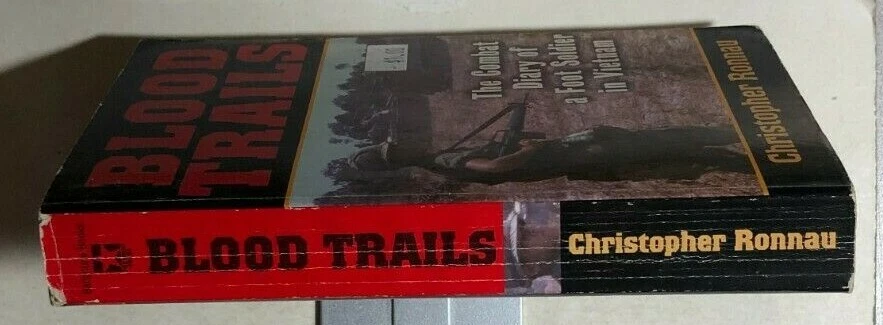 BLOOD
TRAILS
The Combat
Diary of
a Foot Soldier
in Vietnam
Christopher Ronnau
BLOOD TRAILS
Christopher Ronnau